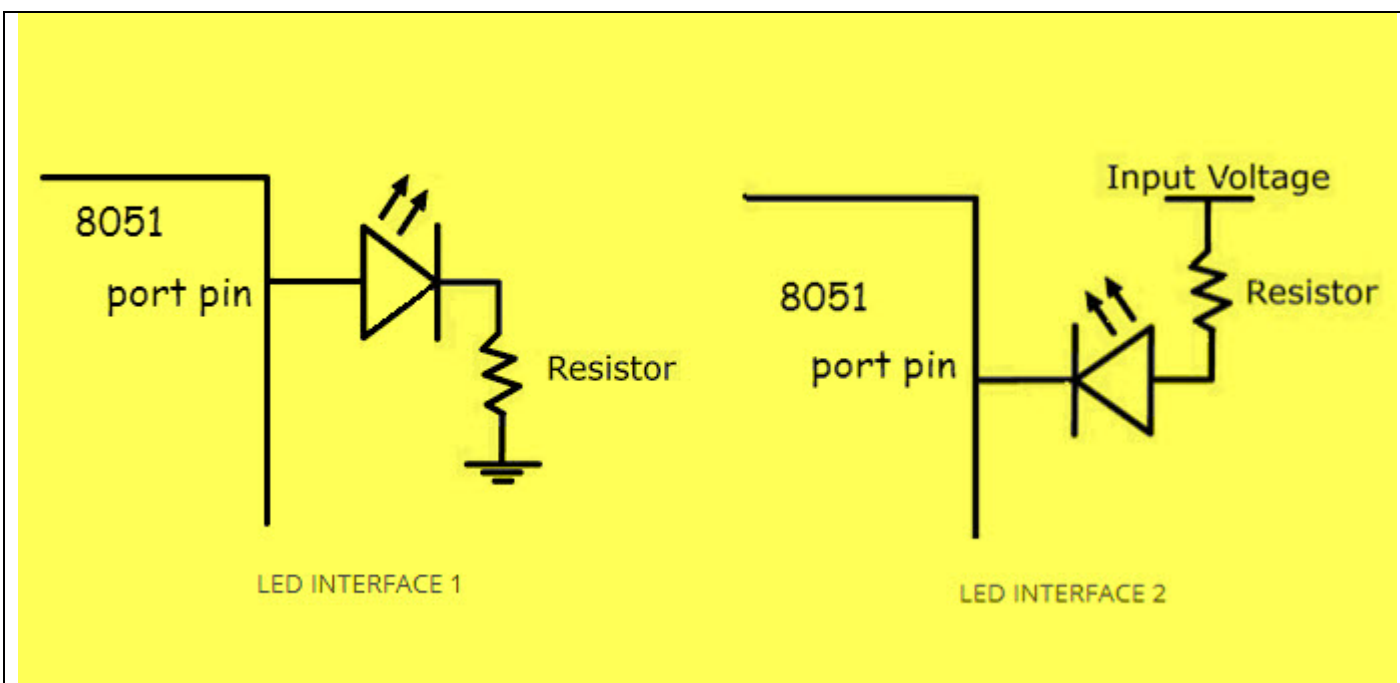 8051
port pin
Resistor
LED INTERFACE 1
Input Voltage
Resistor
8051
port pin
LED INTERFACE 2